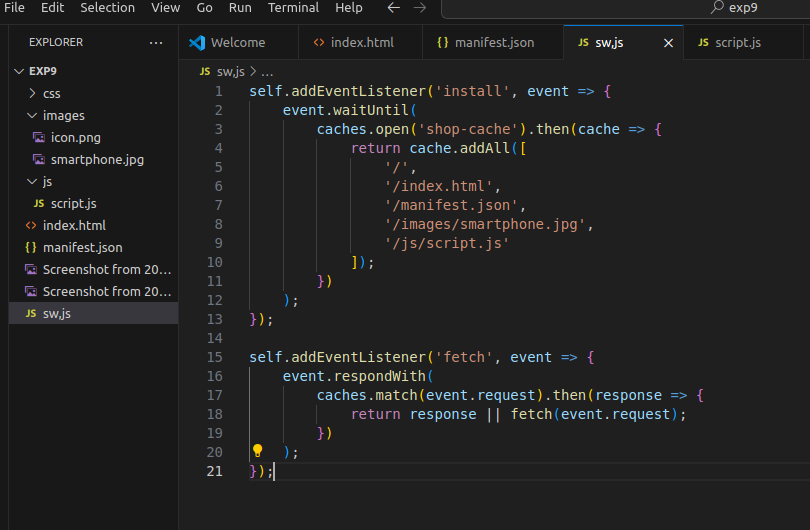 File Edit Selection View Go Run Terminal Help ← → exp9
EXPLORER ...
Welcome <> index.html {} manifest.json JS sw,js × JS script.js
EXP9
css
images
icon.png
smartphone.jpg
js
JS script.js
<> index.html
{} manifest.json
Screenshot from 20...
Screenshot from 20...
JS sw,js
JS sw,js > ...
1 self.addEventListener('install', event => {
2 event.waitUntil(
3 caches.open('shop-cache').then(cache => {
4 return cache.addAll([
5 '/',
6 '/index.html',
7 '/manifest.json',
8 '/images/smartphone.jpg',
9 '/js/script.js'
10 ]);
11 })
12 );
13 });
14
15 self.addEventListener('fetch', event => {
16 event.respondWith(
17 caches.match(event.request).then(response => {
18 return response || fetch(event.request);
19 })
20 );
21 });